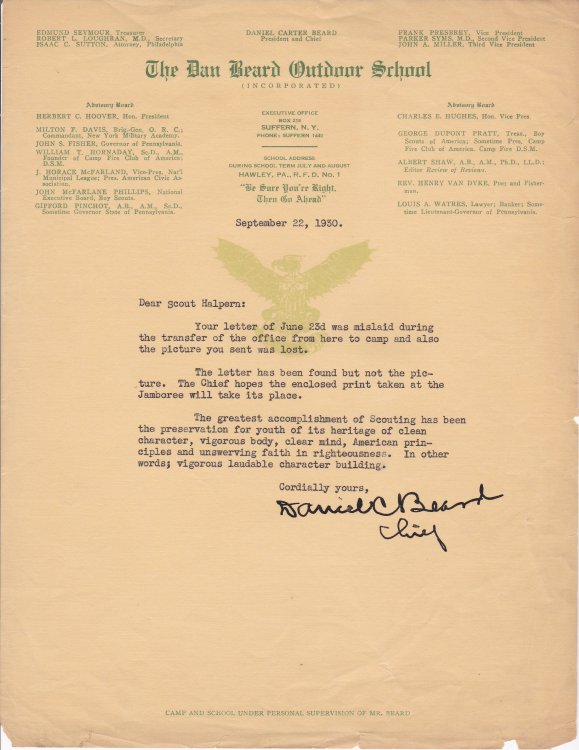 EDMUND SEYMOUR, Treasurer
ROBERT L. LOUGHRAN, M.D., Secretary
ISAAC C. SUTTON, Attorney, Philadelphia
DANIEL CARTER BEARD
President and Chief
FRANK PRESBREY, Vice President
PARKER SYMS, M.D., Second Vice President
JOHN A. MILLER, Third Vice President
The Dan Beard Outdoor School
(INCORPORATED)
Advisory Board
HERBERT C. HOOVER, Hon. President
MILTON F. DAVIS, Brig.-Gen. O. R. C.;
Commandant, New York Military Academy.
JOHN S. FISHER, Governor of Pennsylvania.
WILLIAM T. HORNADAY, Sc.D., A.M.,
Founder of Camp Fire Club of America;
D.S.M.
J. HORACE McFARLAND, Vice-Pres. Nat'l
Municipal League; Pres. American Civic As-
sociation.
JOHN McFARLANE PHILLIPS, National
Executive Board, Boy Scouts.
GIFFORD PINCHOT, A.B., A.M., Sc.D.,
Sometime Governor State of Pennsylvania.
EXECUTIVE OFFICE
BOX 218
SUFFERN, N. Y.
PHONE: SUFFERN
SCHOOL ADDRESS
DURING SCHOOL TERM JULY AND AUGUST
HAWLEY, PA., R. F. D. No. 1
"Be Sure You're Right,
Then Go Ahead"
Advisory Board
CHARLES E. HUGHES, Hon. Vice Pres.
GEORGE DUPONT PRATT, Treas., Boy
Scouts of America; Sometime Pres. Camp
Fire Club of America. Camp Fire D.S.M.
ALBERT SHAW, A.B., A.M., Ph.D., LL.D.;
Editor Review of Reviews.
REV. HENRY VAN DYKE, Poet and Fisher-
man.
LOUIS A. WATRES, Lawyer; Banker; Some-
time Lieutenant-Governor of Pennsylvania.
September 22, 1930.
Dear Scout Halpern:
Your letter of June 23d was mislaid during
the transfer of the office from here to camp and also
the picture you sent was lost.
The letter has been found but not the pic-
ture. The Chief hopes the enclosed print taken at the
Jamboree will take its place.
The greatest accomplishment of Scouting has been
the preservation for youth of its heritage of clean
character, vigorous body, clear mind, American prin-
ciples and unswerving faith in righteousness. In other
words; vigorous laudable character building.
Cordially yours,
Daniel C Beard
Chief
CAMP AND SCHOOL UNDER PERSONAL SUPERVISION OF MR. BEARD